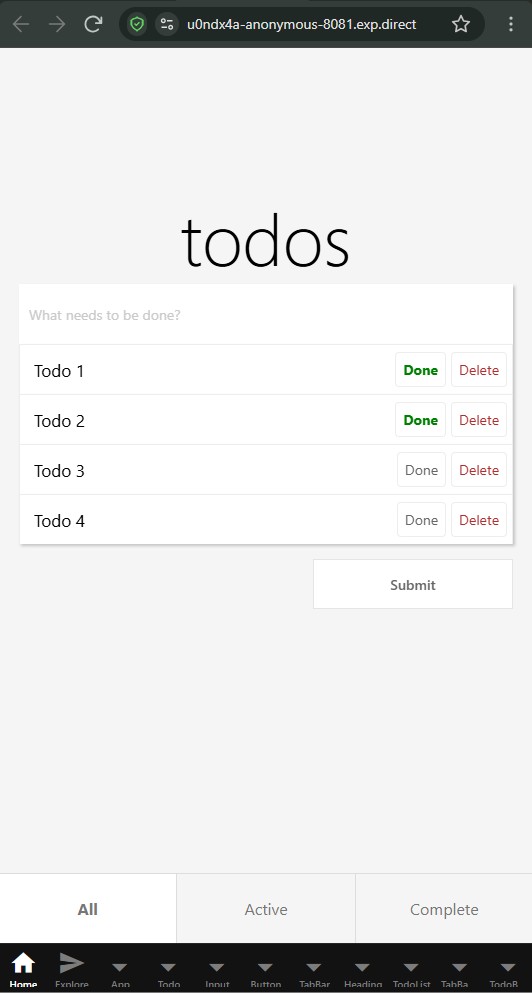 u0ndx4a-anonymous-8081.exp.direct
todos
What needs to be done?
Todo 1 Done Delete
Todo 2 Done Delete
Todo 3 Done Delete
Todo 4 Done Delete
Submit
All Active Complete
Home Explore App Todo Input Button TabBar Heading TodoList TabBa... TodoB...